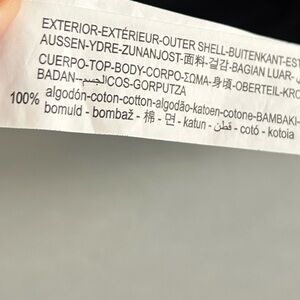 EXTERIOR-EXTÉRIEUR-OUTER SHELL-BUITENKANT-EST
AUSSEN-YDRE-ZUNANJOST-面料-겉감-BAGIAN LUAR-
CUERPO-TOP-BODY-CORPO-ΣΩΜΑ-身頃-OBERTEIL-KRO
BADAN-الجسم-COS-GORPUTZA
100% algodón-coton-cotton-algodão-katoen-cotone-BAMBAKI-
bomuld - bombaž - 棉 - 면 - katun - قطن - cotó - kotoia